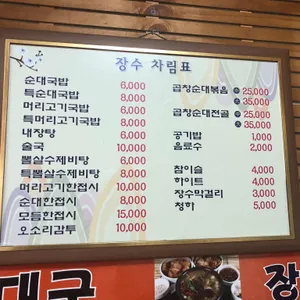 장수 차림표
순대국밥 6,000
특순대국밥 8,000
머리고기국밥 6,000
특머리고기국밥 8,000
내장탕 6,000
술국 10,000
뽈살수제비탕 6,000
특뽈살수제비탕 8,000
머리고기한접시 10,000
순대한접시 8,000
모듬한접시 15,000
오소리감투 10,000
곱창순대볶음 25,000
35,000
곱창순대전골 25,000
35,000
공기밥 1,000
음료수 2,000
참이슬 4,000
하이트 4,000
장수막걸리 3,000
청하 5,000
대국
장